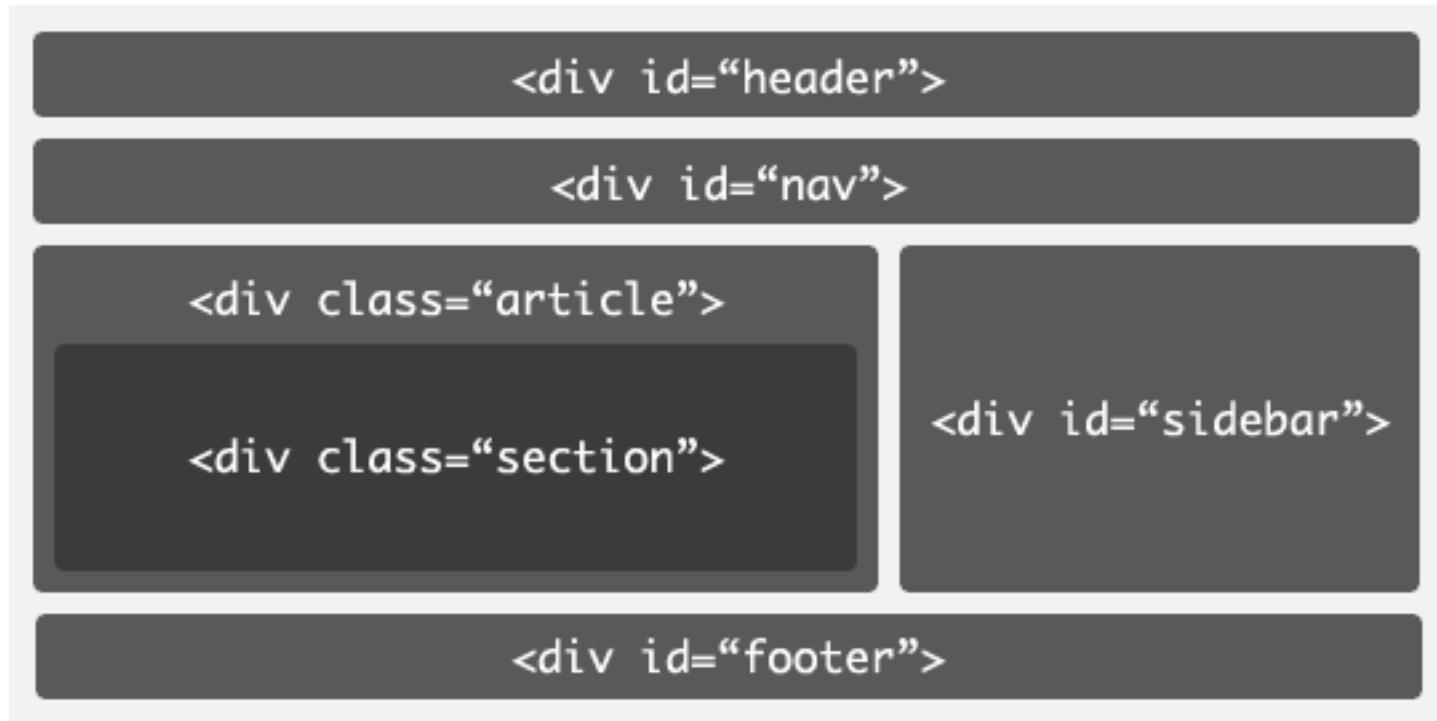 <div id=“header”>
<div id=“nav”>
<div class=“article”>
<div class=“section”>
<div id=“sidebar”>
<div id=“footer”>